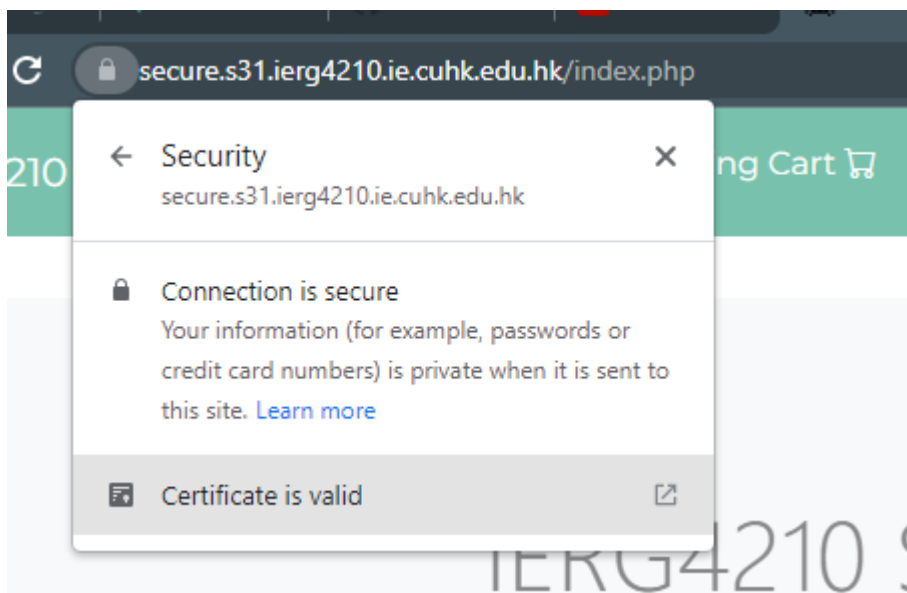 secure.s31.ierg4210.ie.cuhk.edu.hk/index.php
210
Security
ng Cart
secure.s31.ierg4210.ie.cuhk.edu.hk
Connection is secure
Your information (for example, passwords or
credit card numbers) is private when it is sent to
this site. Learn more
Certificate is valid
IERG4210 S